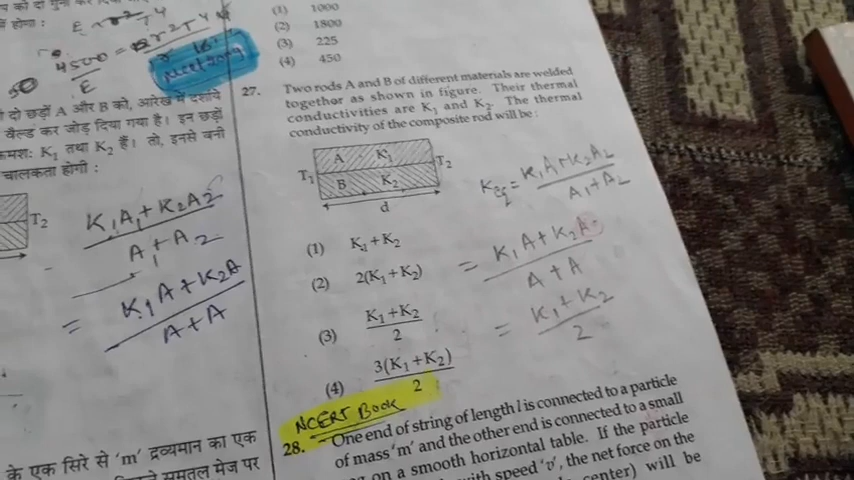 होगा :
(1) 1000
(2) 1800
(3) 225
(4) 450
दो छड़ों A और B को, आरेख में दर्शाये
वैल्ड कर जोड़ दिया गया है। इन छड़ों
K₁ तथा K₂ हैं। तो, इनसे बनी
चालकता होगी :
T₂
K₁A₁+K₂A₂
A₁+A₂
= K₁A+K₂A
A+A
27. Two rods A and B of different materials are welded
together as shown in figure. Their thermal
conductivities are K₁ and K₂. The thermal
conductivity of the composite rod will be :
A K₁
T₁ T₂
B K₂
d
Keq = K₁A₁+K₂A₂
A₁+A₂
= K₁A+K₂A
A+A
= K₁+K₂
2
(1) K₁+K₂
(2) 2(K₁+K₂)
(3) K₁+K₂
2
(4) 3(K₁+K₂)
2
NCERT Book
28. One end of string of length l is connected to a particle
of mass 'm' and the other end is connected to a small
on a smooth horizontal table. If the particle
with speed 'v', the net force on the
center) will be
के एक सिरे से 'm' द्रव्यमान का एक
समतल मेज पर